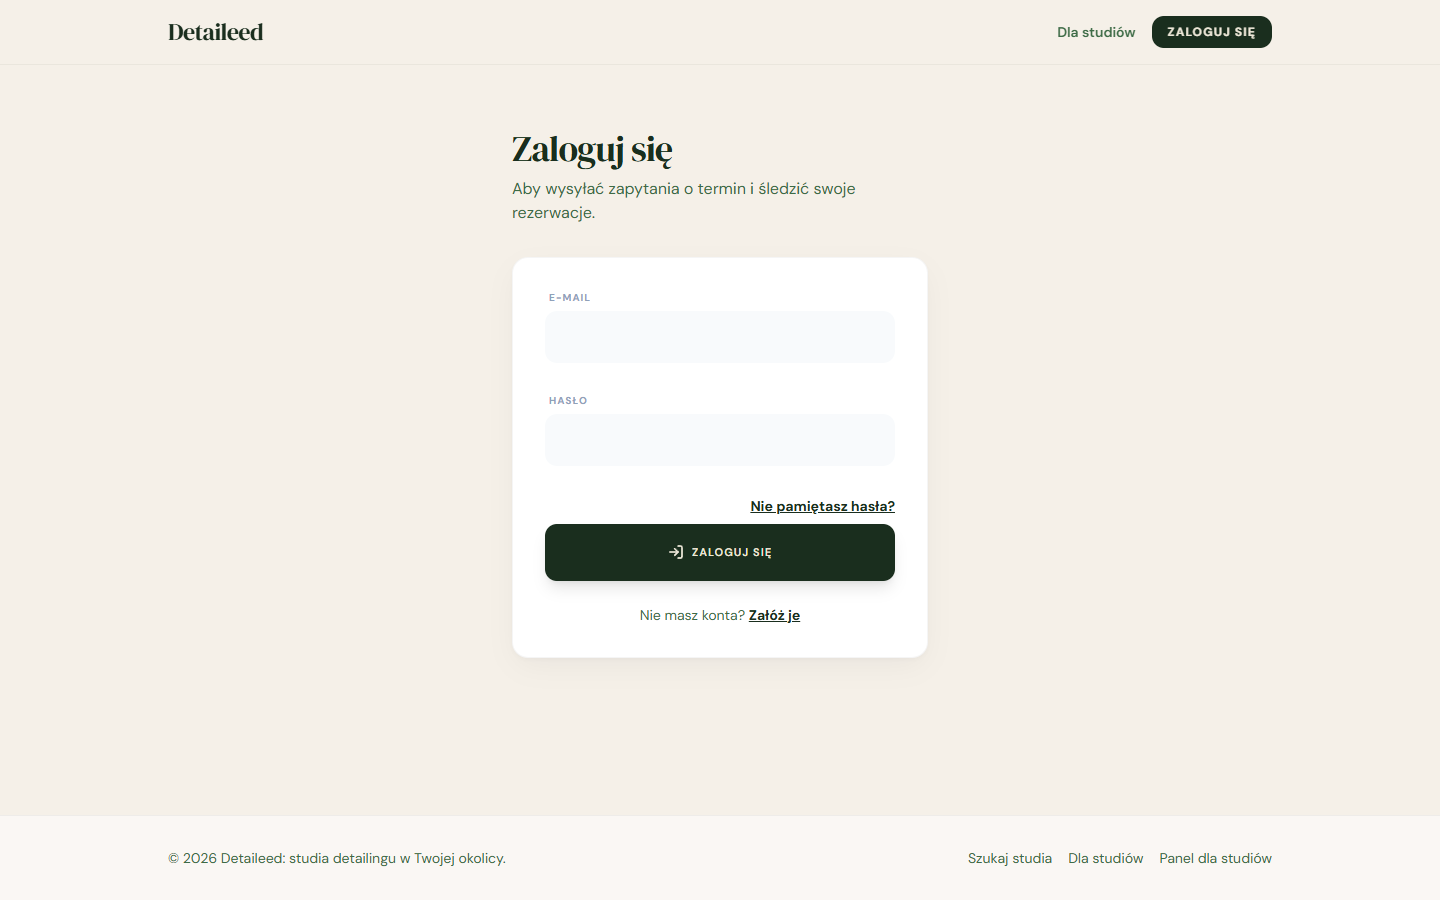 Detaileed
Dla studiów
ZALOGUJ SIĘ
Zaloguj się
Aby wysyłać zapytania o termin i śledzić swoje
rezerwacje.
E-MAIL
HASŁO
Nie pamiętasz hasła?
ZALOGUJ SIĘ
Nie masz konta? Załóż je
© 2026 Detaileed: studia detailingu w Twojej okolicy.
Szukaj studia
Dla studiów
Panel dla studiów